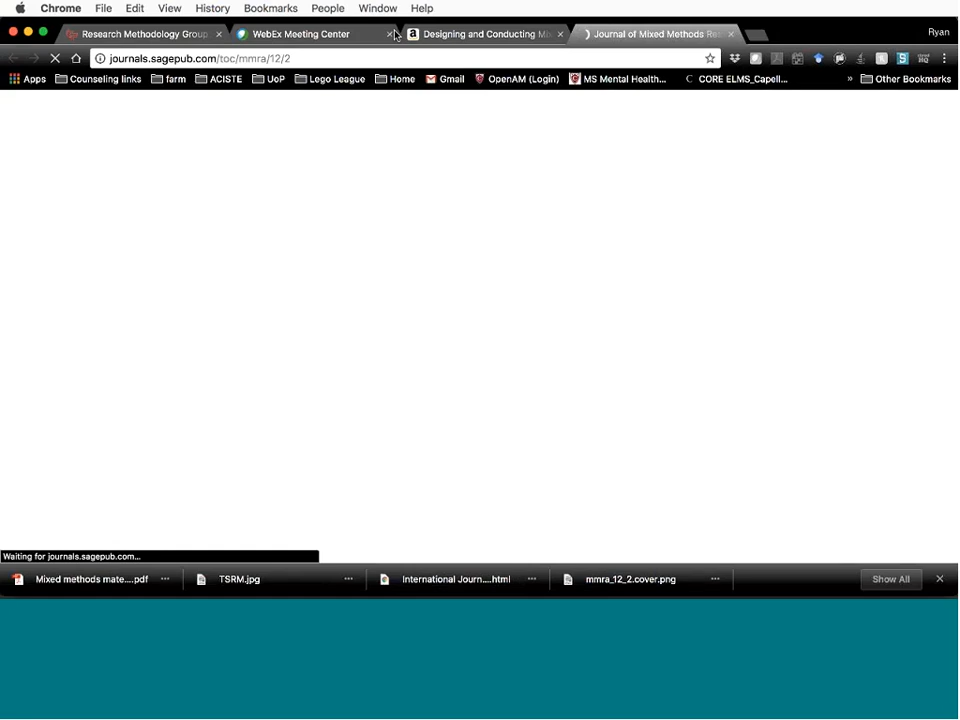 Chrome File Edit View History Bookmarks People Window Help
Research Methodology Group WebEx Meeting Center Designing and Conducting Mi Journal of Mixed Methods Res Ryan
journals.sagepub.com/toc/mmra/12/2
Apps Counseling links farm ACISTE UoP Lego League Home Gmail OpenAM (Login) MS Mental Health... CORE ELMS_Capell... » Other Bookmarks
Waiting for journals.sagepub.com...
Mixed methods mate....pdf TSRM.jpg International Journ....html mmra_12_2.cover.png Show All